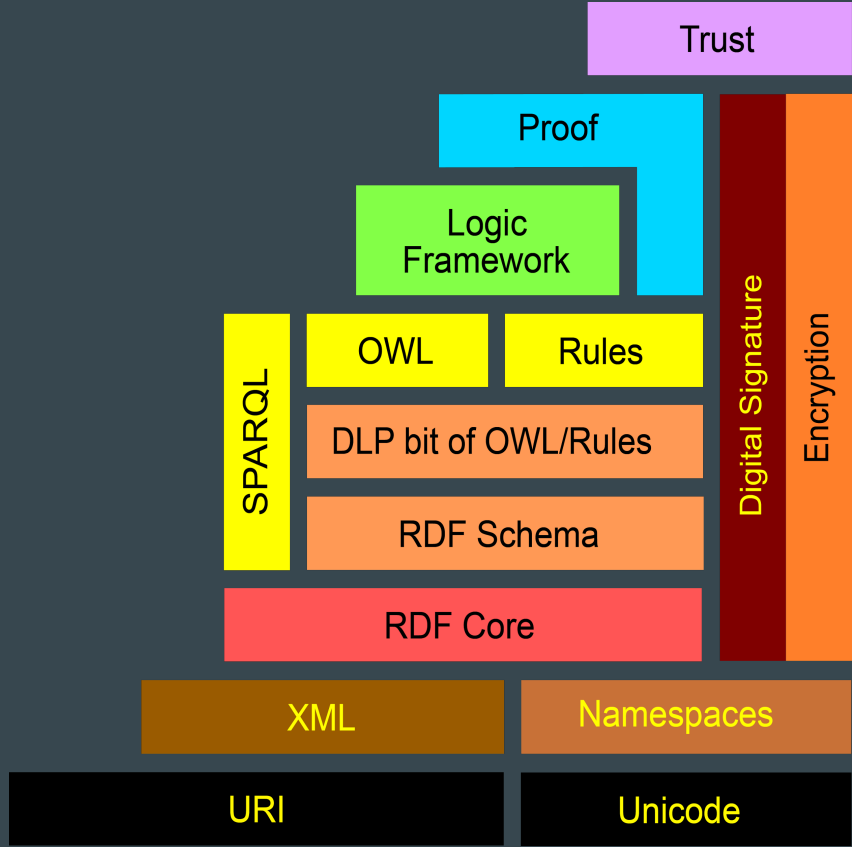 Trust
Proof
Logic
Framework
SPARQL
OWL
Rules
DLP bit of OWL/Rules
RDF Schema
Digital Signature
Encryption
RDF Core
XML
Namespaces
URI
Unicode